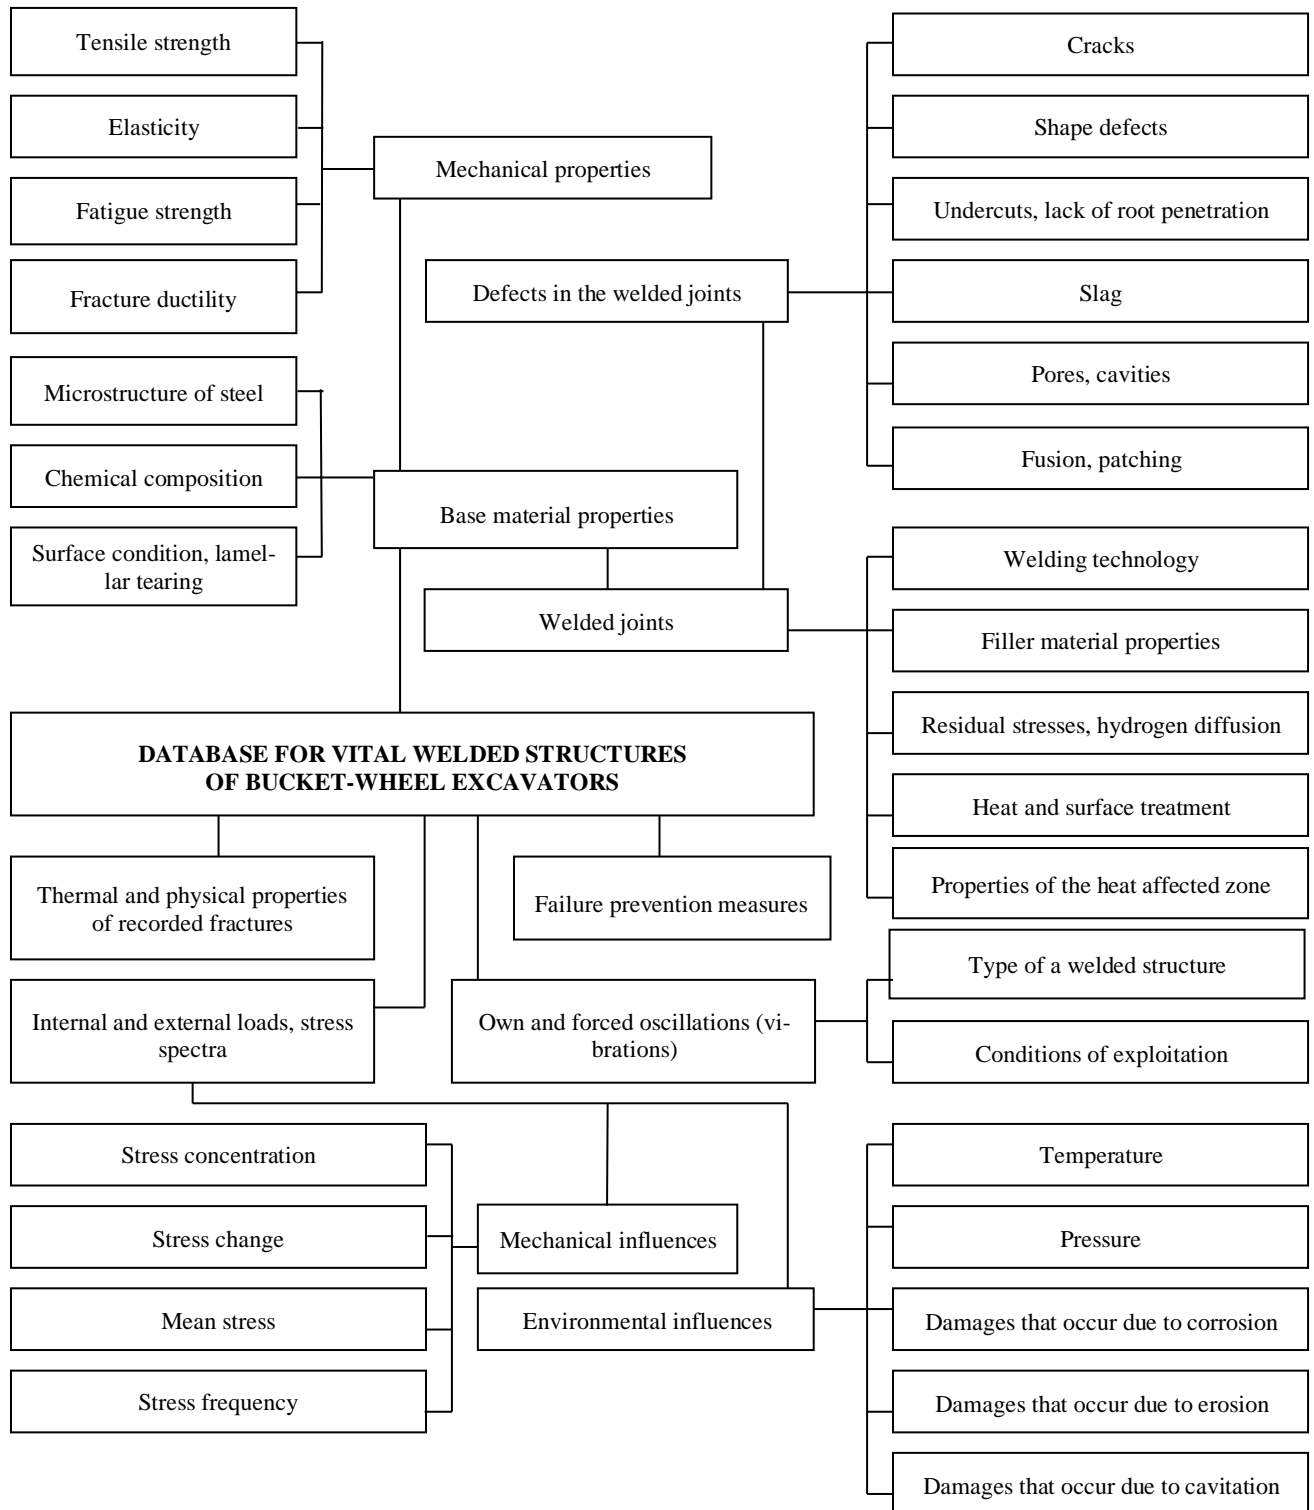 Tensile strength
Elasticity
Fatigue strength
Fracture ductility
Mechanical properties
Cracks
Shape defects
Undercuts, lack of root penetration
Slag
Pores, cavities
Fusion, patching
Defects in the welded joints
Microstructure of steel
Chemical composition
Surface condition, lamel-
lar tearing
Base material properties
Welded joints
Welding technology
Filler material properties
Residual stresses, hydrogen diffusion
Heat and surface treatment
Properties of the heat affected zone
DATABASE FOR VITAL WELDED STRUCTURES
OF BUCKET-WHEEL EXCAVATORS
Thermal and physical properties
of recorded fractures
Failure prevention measures
Internal and external loads, stress
spectra
Own and forced oscillations (vi-
brations)
Type of a welded structure
Conditions of exploitation
Stress concentration
Stress change
Mean stress
Stress frequency
Mechanical influences
Environmental influences
Temperature
Pressure
Damages that occur due to corrosion
Damages that occur due to erosion
Damages that occur due to cavitation